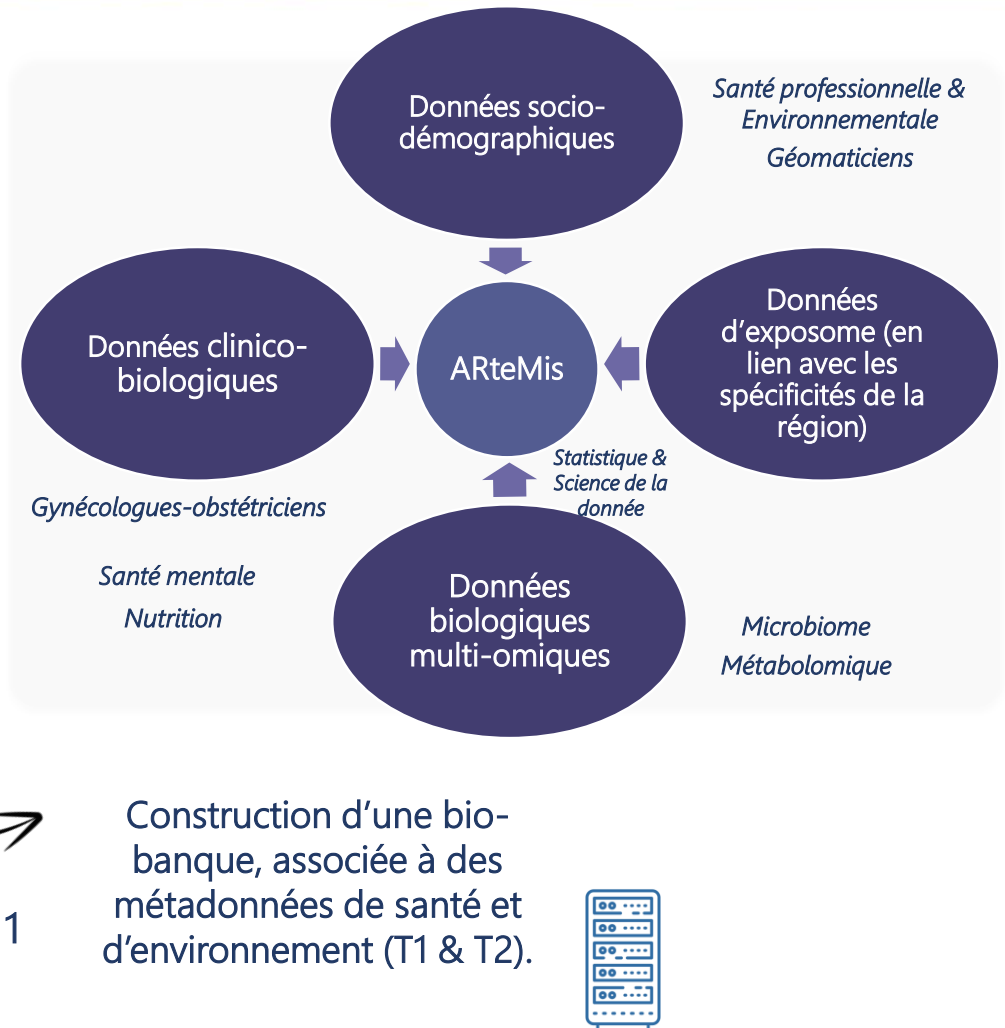 Données socio-
démographiques
Santé professionnelle &
Environnementale
Géomaticiens
Données clinico-
biologiques
ARteMis
Données
d’exposome (en
lien avec les
spécificités de la
région)
Statistique &
Science de la
donnée
Gynécologues-obstétriciens
Santé mentale
Nutrition
Données
biologiques
multi-omiques
Microbiome
Métabolomique
1
Construction d’une bio-
banque, associée à des
métadonnées de santé et
d’environnement (T1 & T2).